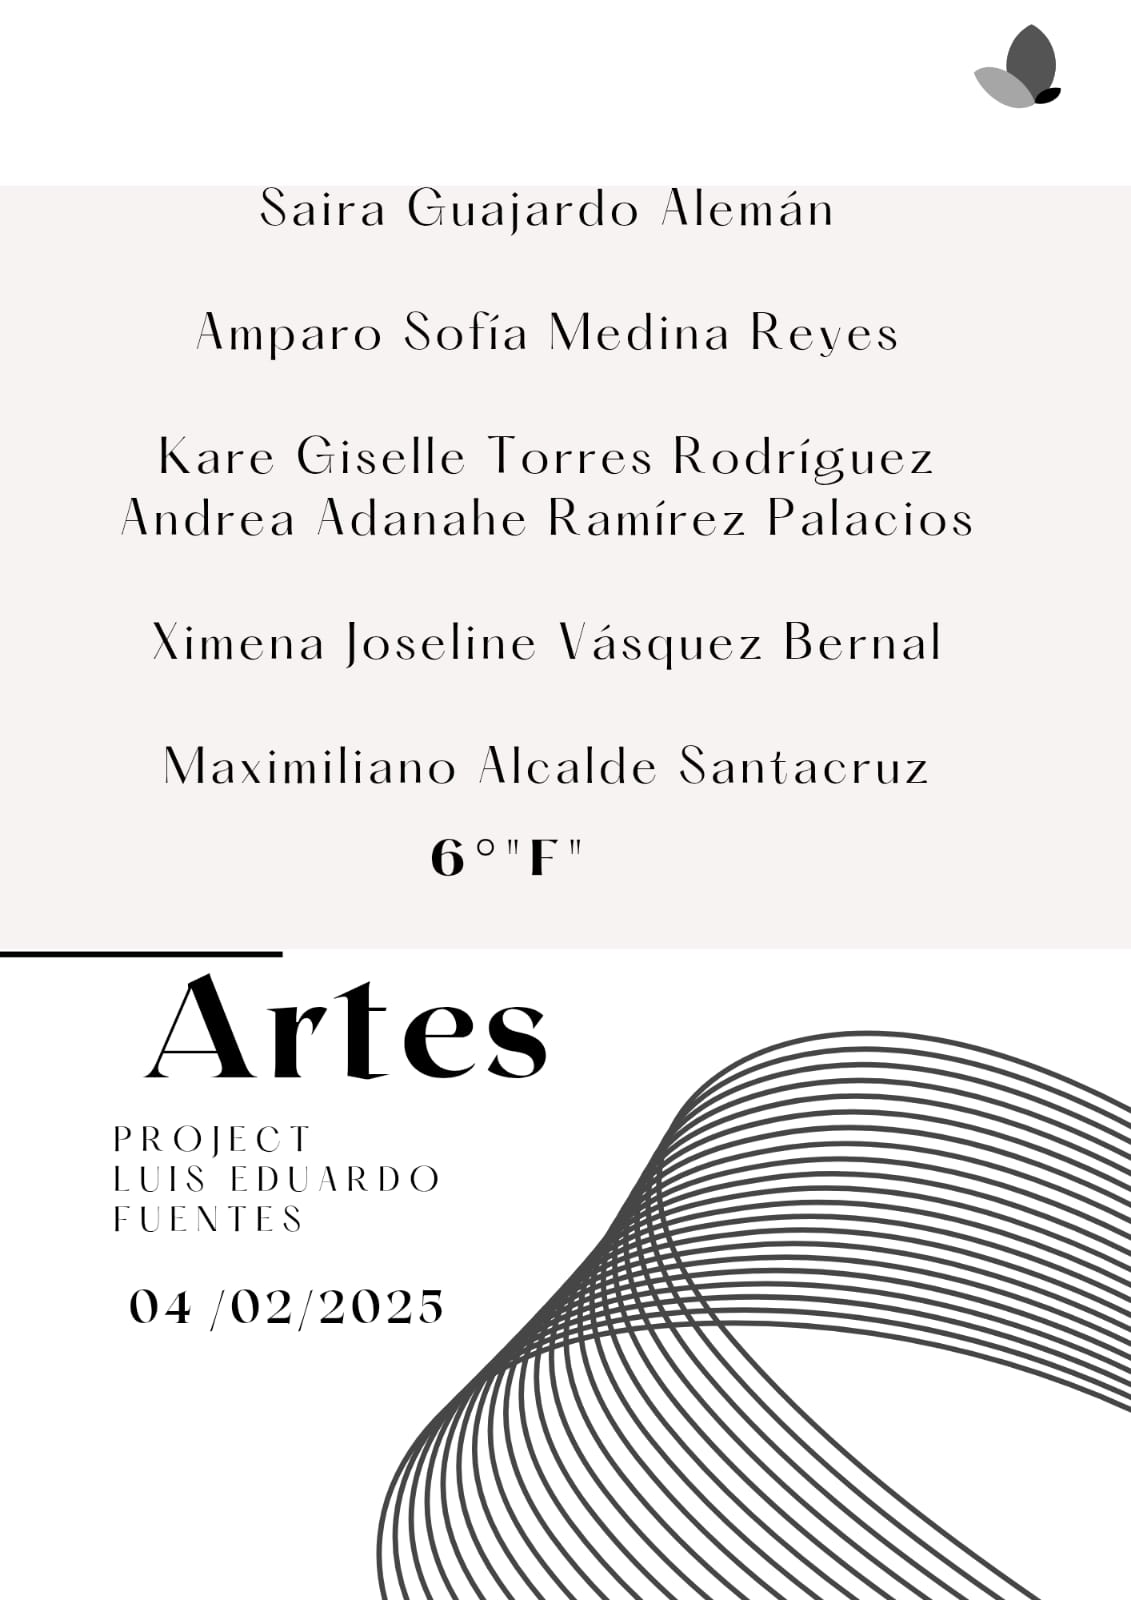 Saira Guajardo Alemán
Amparo Sofía Medina Reyes
Kare Giselle Torres Rodríguez
Andrea Adanahe Ramírez Palacios
Ximena Joseline Vásquez Bernal
Maximiliano Alcalde Santacruz
6°"F"
Artes
PROJECT
LUIS EDUARDO
FUENTES
04 /02/2025